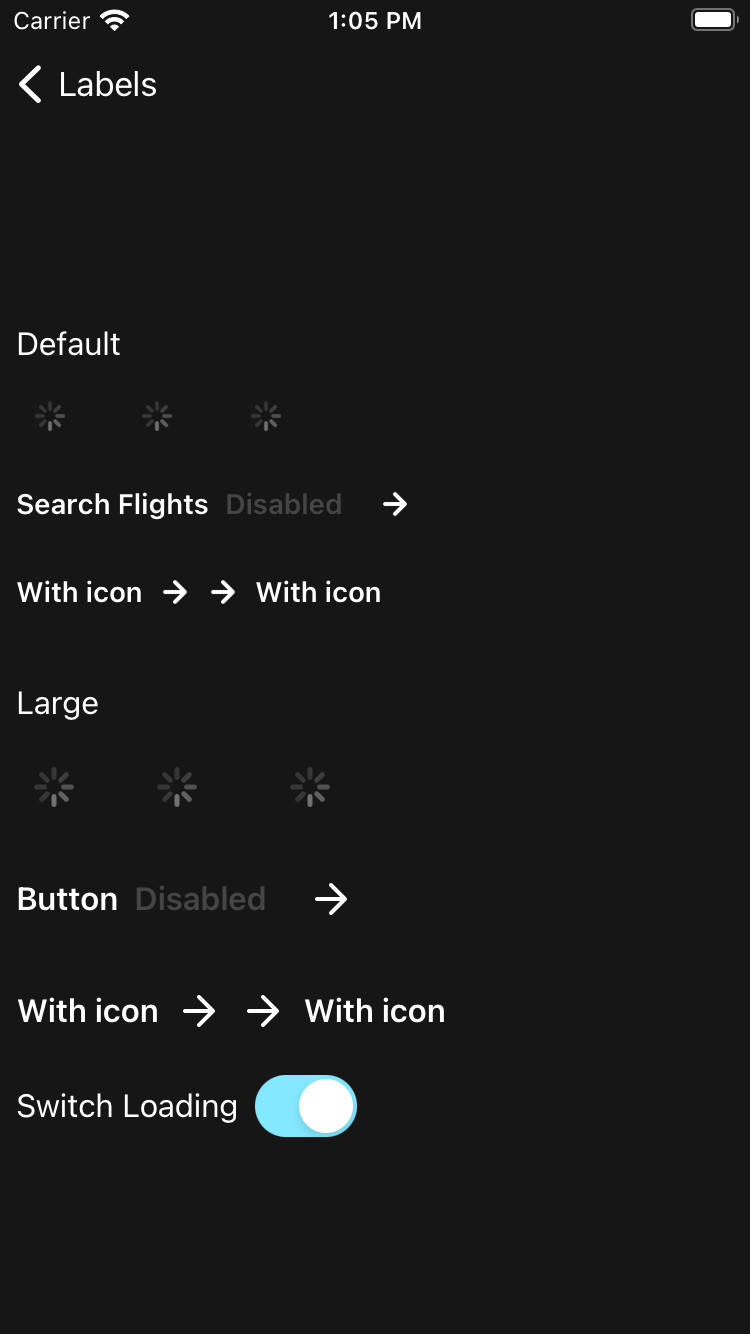 Carrier 1:05 PM
Labels
Default
Search Flights Disabled
With icon With icon
Large
Button Disabled
With icon With icon
Switch Loading